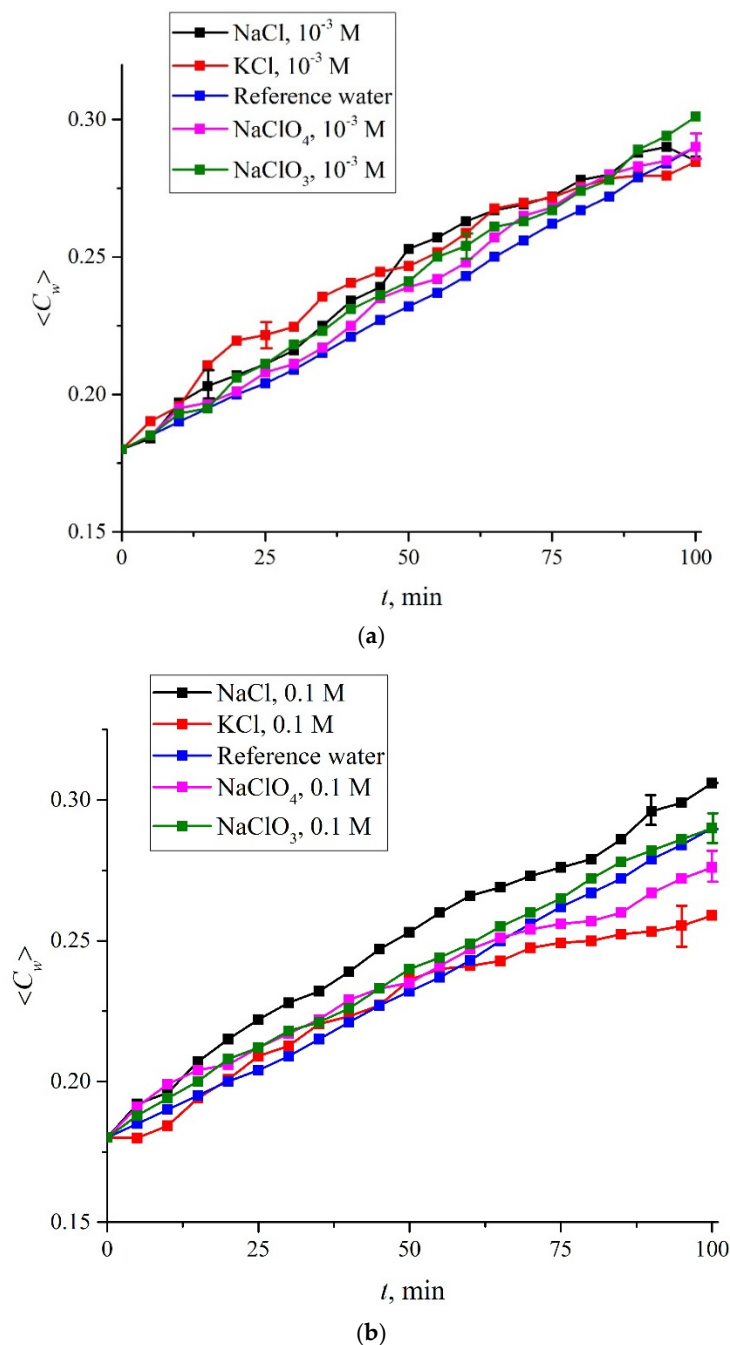 NaCl, 10⁻³ M
KCl, 10⁻³ M
Reference water
NaClO₄, 10⁻³ M
NaClO₃, 10⁻³ M
0.30
0.25
0.20
0.15
<C_w>
0 25 50 75 100
t, min
(a)
NaCl, 0.1 M
KCl, 0.1 M
Reference water
NaClO₄, 0.1 M
NaClO₃, 0.1 M
0.30
0.25
0.20
0.15
<C_w>
0 25 50 75 100
t, min
(b)